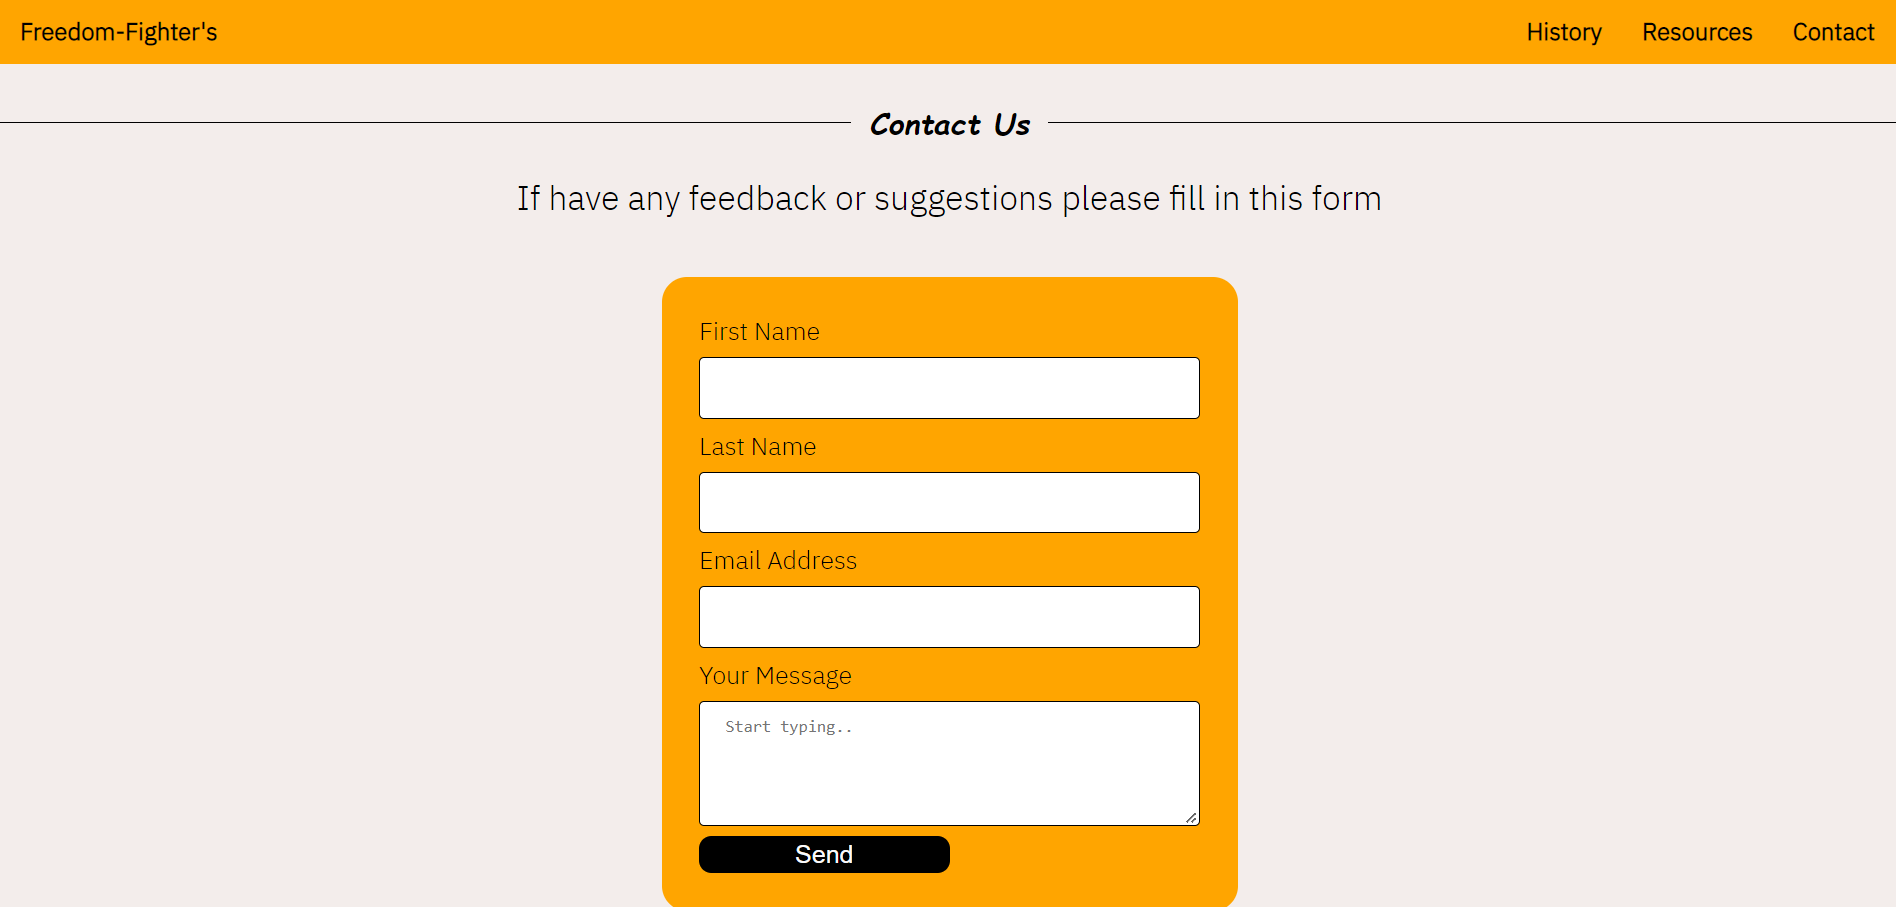 Freedom-Fighter's History Resources Contact
Contact Us
If have any feedback or suggestions please fill in this form
First Name
Last Name
Email Address
Your Message
Start typing..
Send